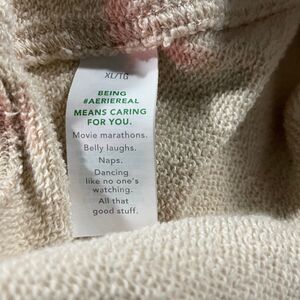 XL/TG
BEING
#AERIEREAL
MEANS CARING
FOR YOU.
Movie marathons.
Belly laughs.
Naps.
Dancing
like no one's
watching.
All that
good stuff.